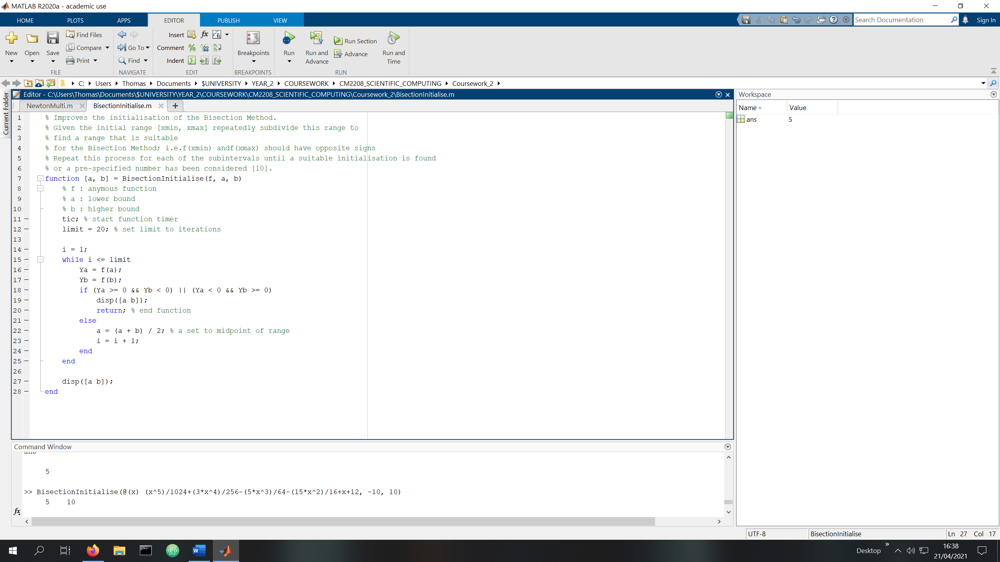 MATLAB R2020a - academic use
HOME PLOTS APPS EDITOR PUBLISH VIEW Search Documentation Sign In
New Open Save Find Files Compare Print Go To Find Insert fx Comment Indent Breakpoints Run Run and Advance Run Section Advance Run and Time
FILE NAVIGATE EDIT BREAKPOINTS RUN
C: Users Thomas Documents $UNIVERSITY YEAR_2 COURSEWORK CM2208_SCIENTIFIC_COMPUTING Coursework_2
Current Folder
Editor - C:\Users\Thomas\Documents\$UNIVERSITY\YEAR_2\COURSEWORK\CM2208_SCIENTIFIC_COMPUTING\Coursework_2\BisectionInitialise.m
NewtonMulti.m BisectionInitialise.m +
1 % Improves the initialisation of the Bisection Method.
2 % Given the initial range [xmin, xmax] repeatedly subdivide this range to
3 % find a range that is suitable
4 % for the Bisection Method; i.e.f(xmin) andf(xmax) should have opposite signs
5 % Repeat this process for each of the subintervals until a suitable initialisation is found
6 % or a pre-specified number has been considered [10].
7 function [a, b] = BisectionInitialise(f, a, b)
8 % f : anymous function
9 % a : lower bound
10 % b : higher bound
11 tic; % start function timer
12 limit = 20; % set limit to iterations
13
14 i = 1;
15 while i <= limit
16 Ya = f(a);
17 Yb = f(b);
18 if (Ya >= 0 && Yb < 0) || (Ya < 0 && Yb >= 0)
19 disp([a b]);
20 return; % end function
21 else
22 a = (a + b) / 2; % a set to midpoint of range
23 i = i + 1;
24 end
25 end
26
27 disp([a b]);
28 end
Workspace
Name Value
ans 5
Command Window
5
>> BisectionInitialise(@(x) (x^5)/1024+(3*x^4)/256-(5*x^3)/64-(15*x^2)/16+x+12, -10, 10)
5 10
fx
UTF-8 BisectionInitialise Ln 27 Col 17
Desktop
16:38
21/04/2021